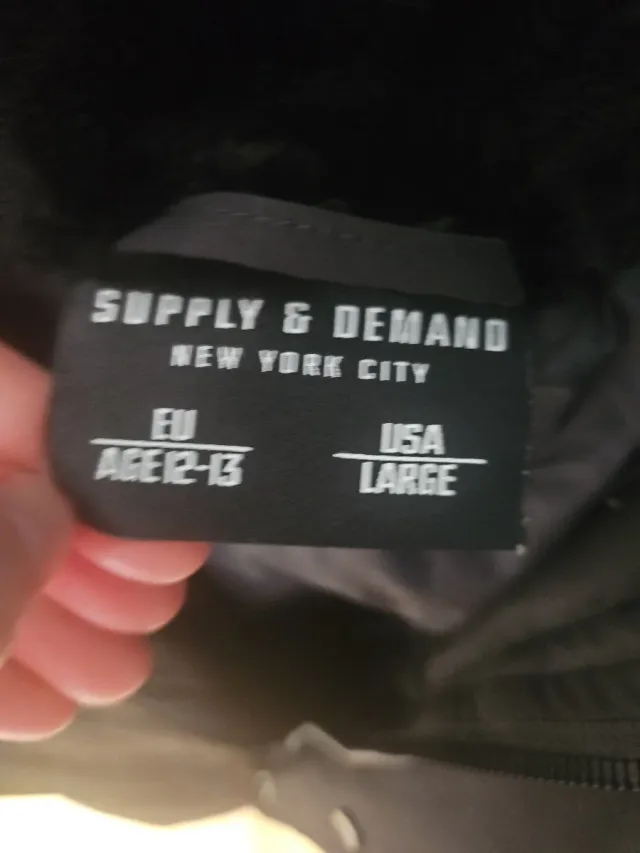 SUPPLY & DEMAND
NEW YORK CITY
EU
AGE 12-13
USA
LARGE